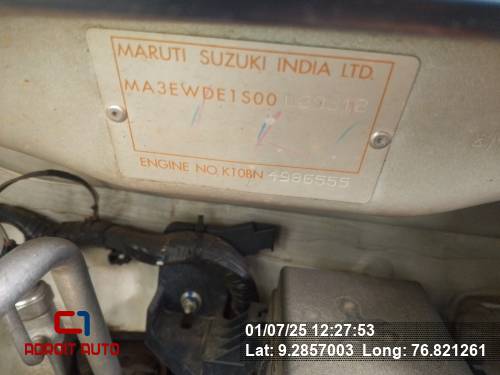 MARUTI SUZUKI INDIA LTD.
MA3EWDE1S00
ENGINE NO. K10BN 4986555
C1
ADROIT AUTO
01/07/25 12:27:53
Lat: 9.2857003 Long: 76.821261